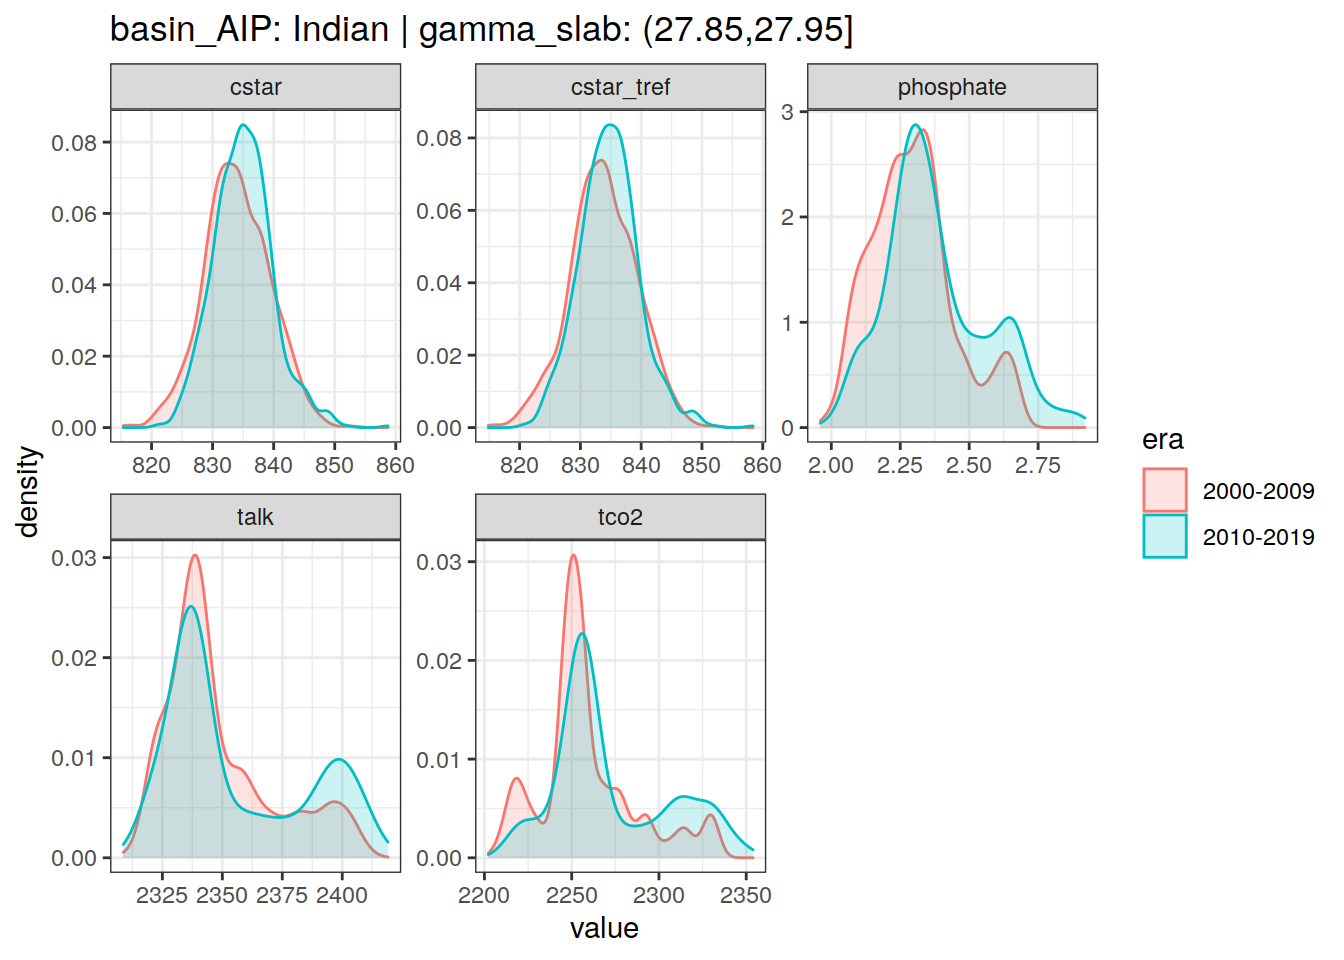 basin_AIP: Indian | gamma_slab: (27.85,27.95]
cstar
cstar_tref
phosphate
0.08
0.06
0.04
0.02
0.00
820 830 840 850 860
0.08
0.06
0.04
0.02
0.00
820 830 840 850 860
3
2
1
0
2.00 2.25 2.50 2.75
talk
tco2
0.03
0.02
0.01
0.00
2325 2350 2375 2400
0.03
0.02
0.01
0.00
2200 2250 2300 2350
density
value
era
2000-2009
2010-2019